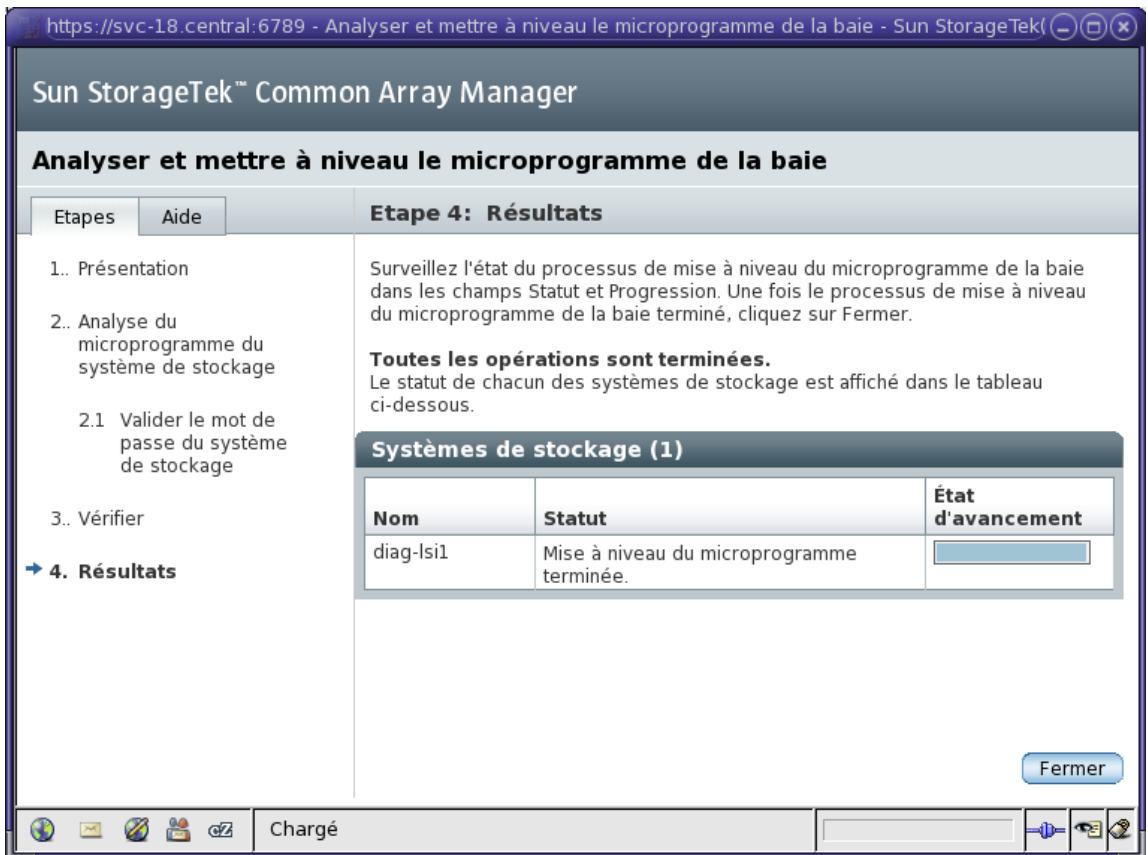 https://svc-18.central:6789 - Analyser et mettre à niveau le microprogramme de la baie - Sun StorageTek(
Sun StorageTek™ Common Array Manager
Analyser et mettre à niveau le microprogramme de la baie
Etapes
Aide
1.. Présentation
2.. Analyse du
microprogramme du
système de stockage
2.1 Valider le mot de
passe du système
de stockage
3.. Vérifier
4. Résultats
Etape 4: Résultats
Surveillez l'état du processus de mise à niveau du microprogramme de la baie
dans les champs Statut et Progression. Une fois le processus de mise à niveau
du microprogramme de la baie terminé, cliquez sur Fermer.
Toutes les opérations sont terminées.
Le statut de chacun des systèmes de stockage est affiché dans le tableau
ci-dessous.
Systèmes de stockage (1)
Nom
Statut
État
d'avancement
diag-lsi1
Mise à niveau du microprogramme
terminée.
Fermer
Chargé